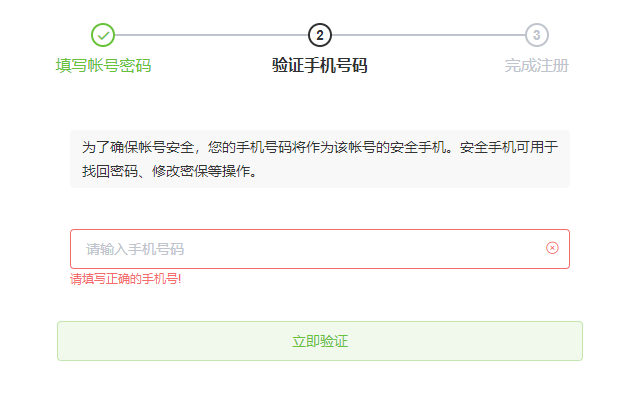 2
3
填写帐号密码
验证手机号码
完成注册
为了确保帐号安全，您的手机号码将作为该帐号的安全手机。安全手机可用于
找回密码、修改密保等操作。
请输入手机号码
请填写正确的手机号!
立即验证